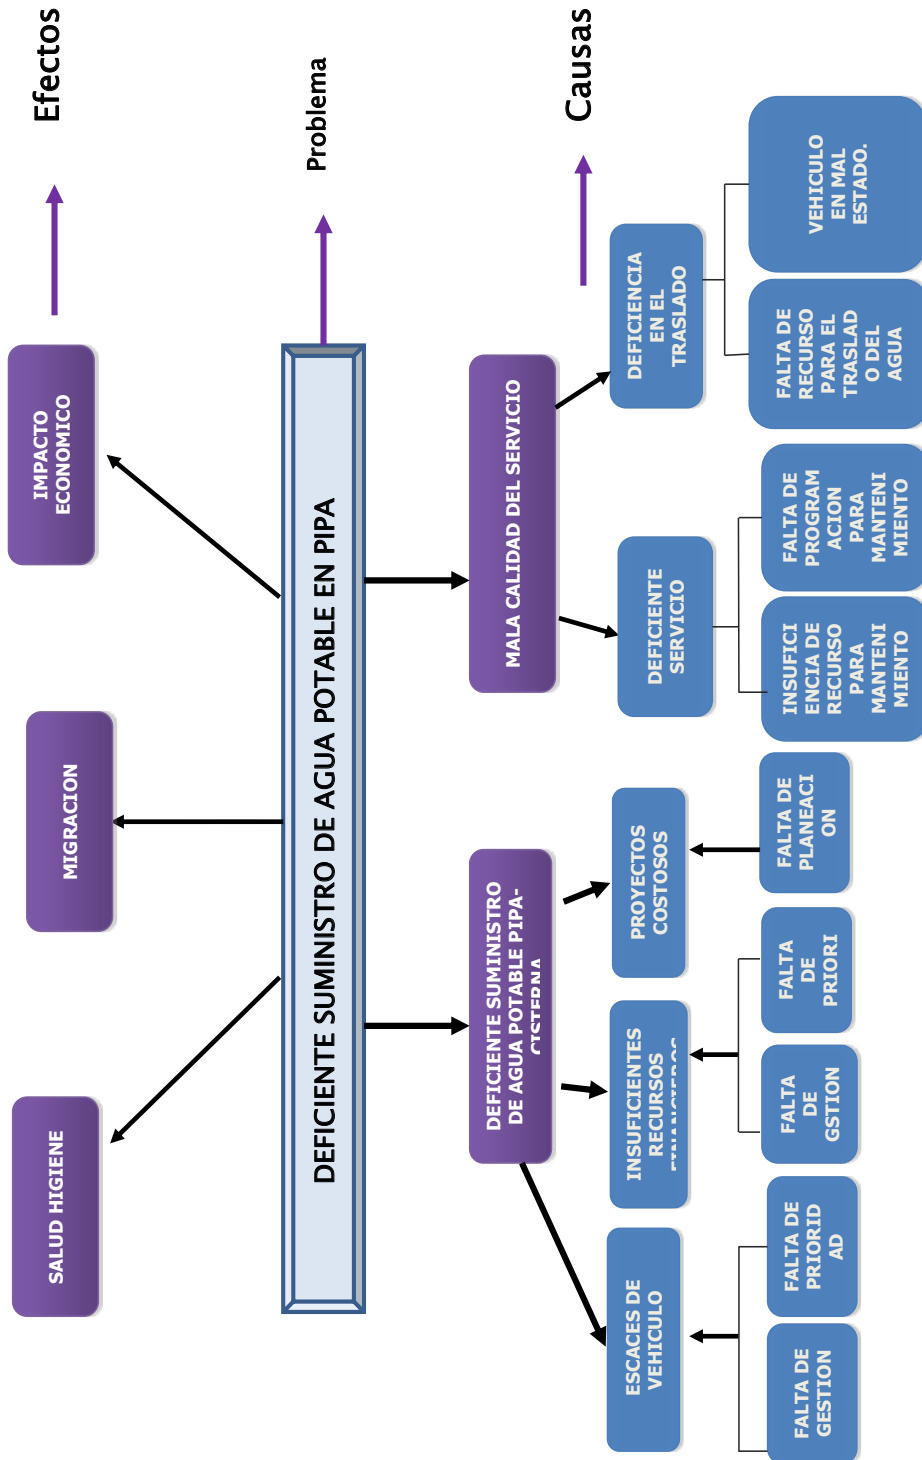 SALUD HIGIENE
MIGRACION
IMPACTO
ECONOMICO
Efectos
DEFICIENTE SUMINISTRO DE AGUA POTABLE EN PIPA
Problema
DEFICIENTE SUMINISTRO
DE AGUA POTABLE PIPA-
CISTERNA
MALA CALIDAD DEL SERVICIO
Causas
ESCACES DE
VEHICULO
INSUFICIENTES
RECURSOS
FINANCIEROS
PROYECTOS
COSTOSOS
DEFICIENTE
SERVICIO
DEFICIENCIA
EN EL
TRASLADO
FALTA DE
GESTION
FALTA DE
PRIORID
AD
FALTA
DE
GSTION
FALTA
DE
PRIORI
FALTA DE
PLANEACI
ON
INSUFICI
ENCIA DE
RECURSO
PARA
MANTENI
MIENTO
FALTA DE
PROGRAM
ACION
PARA
MANTENI
MIENTO
FALTA DE
RECURSO
PARA EL
TRASLAD
O DEL
AGUA
VEHICULO
EN MAL
ESTADO.